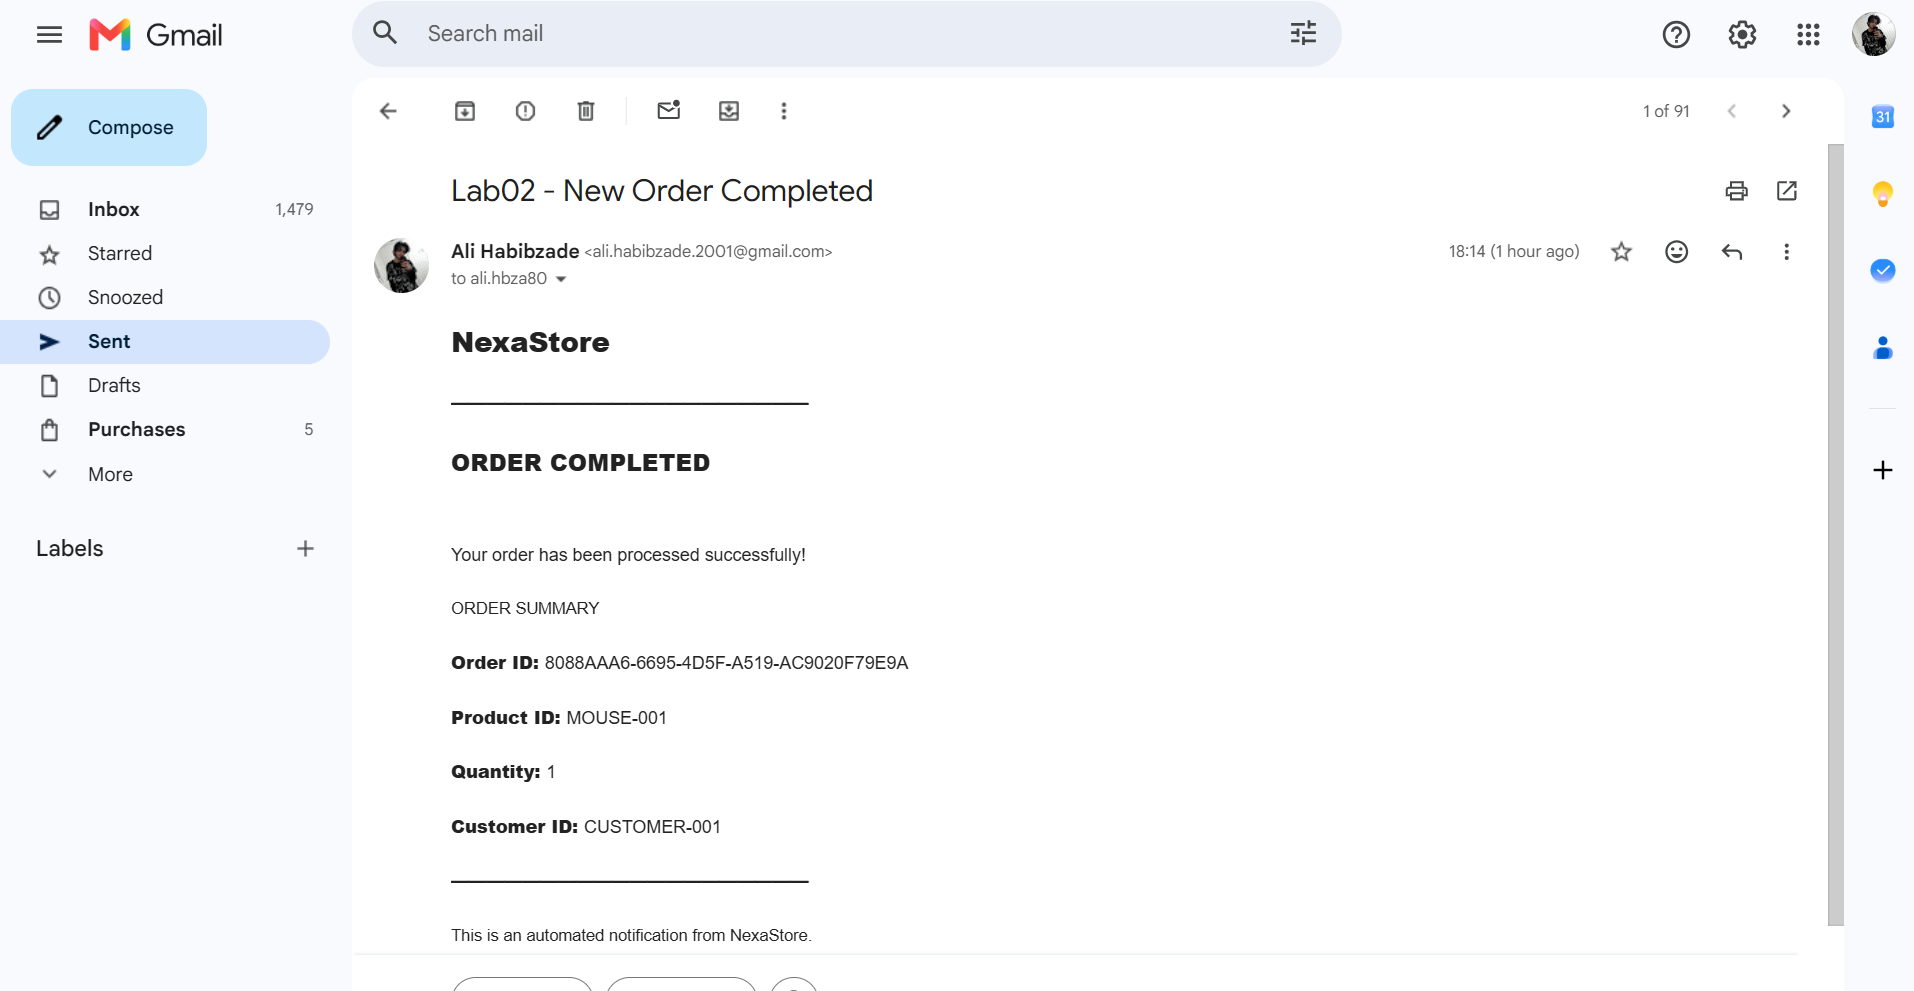 Gmail
Search mail
Compose
Inbox 1,479
Starred
Snoozed
Sent
Drafts
Purchases 5
More
Labels
1 of 91
Lab02 - New Order Completed
Ali Habibzade <ali.habibzade.2001@gmail.com>
18:14 (1 hour ago)
to ali.hbza80
NexaStore
ORDER COMPLETED
Your order has been processed successfully!
ORDER SUMMARY
Order ID: 8088AAA6-6695-4D5F-A519-AC9020F79E9A
Product ID: MOUSE-001
Quantity: 1
Customer ID: CUSTOMER-001
This is an automated notification from NexaStore.
31